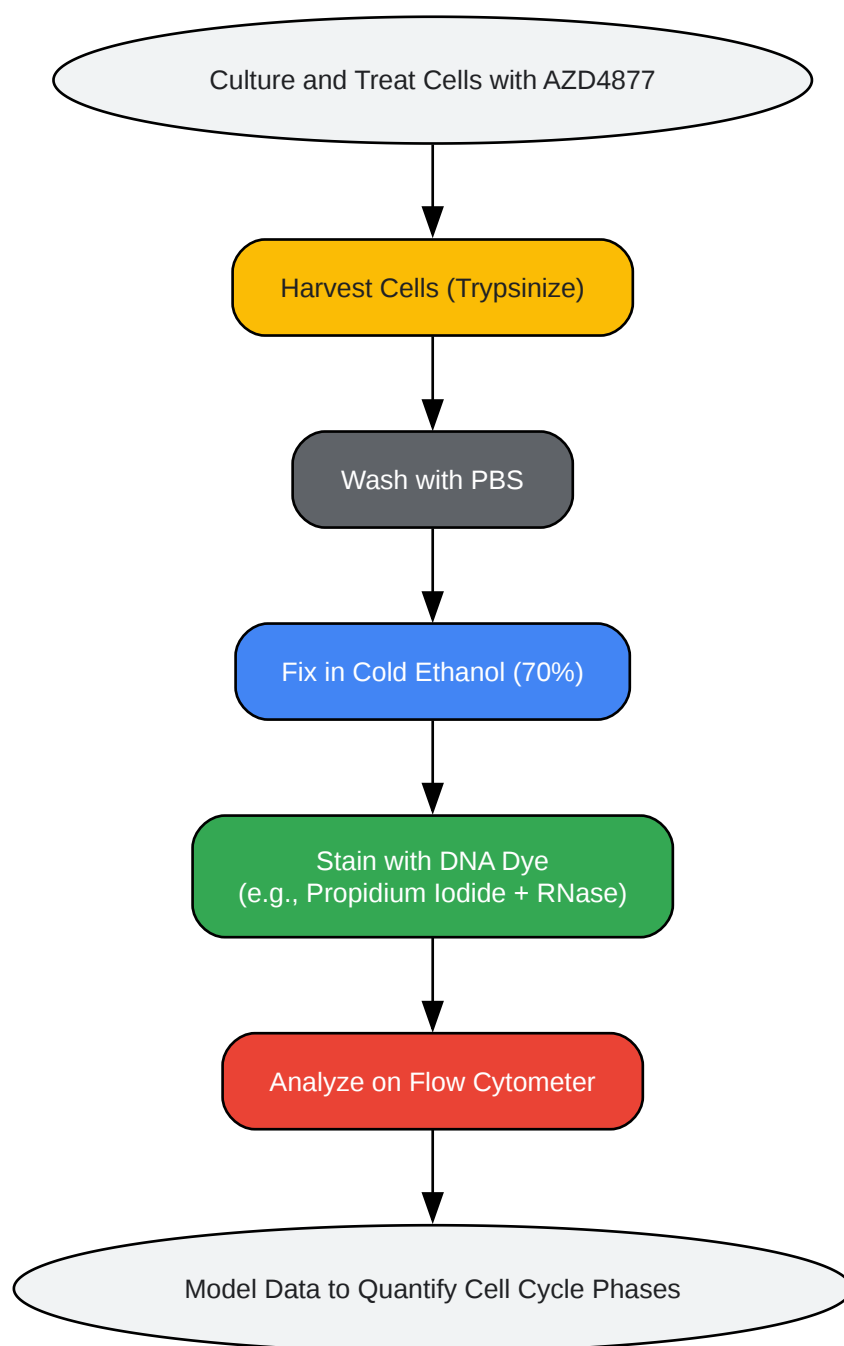 Culture and Treat Cells with AZD4877
Harvest Cells (Trypsinize)
Wash with PBS
Fix in Cold Ethanol (70%)
Stain with DNA Dye
(e.g., Propidium Iodide + RNase)
Analyze on Flow Cytometer
Model Data to Quantify Cell Cycle Phases